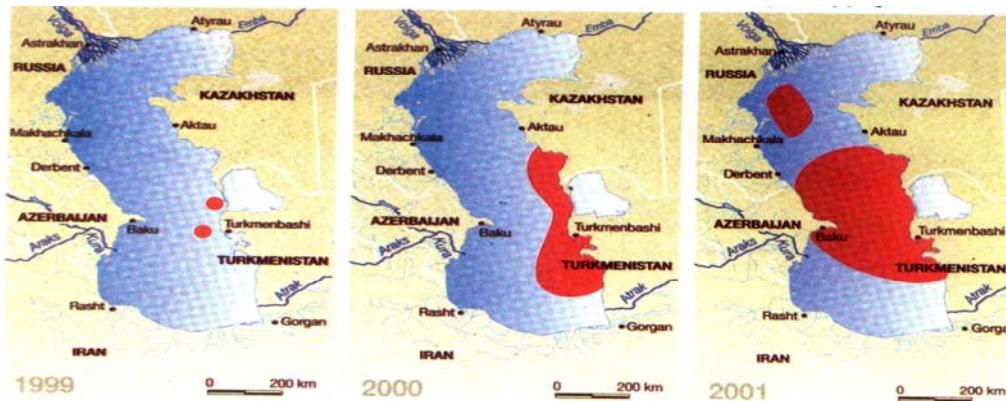 Atyrau
Volga
Emba
Astrakhan
RUSSIA
KAZAKHSTAN
Aktau
Makhachkala
Derbent
AZERBAIJAN
Baku
Turkmenbashi
Araks
Kura
TURKMENISTAN
Atrak
Rasht
Gorgan
IRAN
1999
0 200 km
Atyrau
Volga
Emba
Astrakhan
RUSSIA
KAZAKHSTAN
Aktau
Makhachkala
Derbent
AZERBAIJAN
Baku
Turkmenbashi
Araks
Kura
TURKMENISTAN
Atrak
Rasht
Gorgan
IRAN
2000
0 200 km
Atyrau
Volga
Emba
Astrakhan
RUSSIA
KAZAKHSTAN
Aktau
Makhachkala
Derbent
AZERBAIJAN
Baku
Turkmenbashi
Araks
Kura
TURKMENISTAN
Atrak
Rasht
Gorgan
IRAN
2001
0 200 km